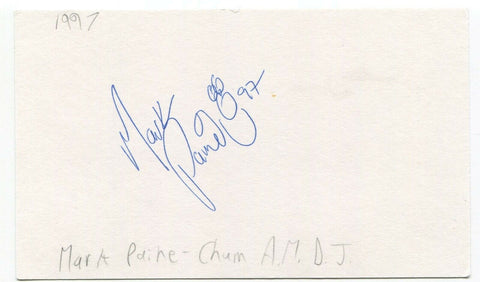 1997
Mark
Paine 97
Mark Paine - Chum A.M. D.J.